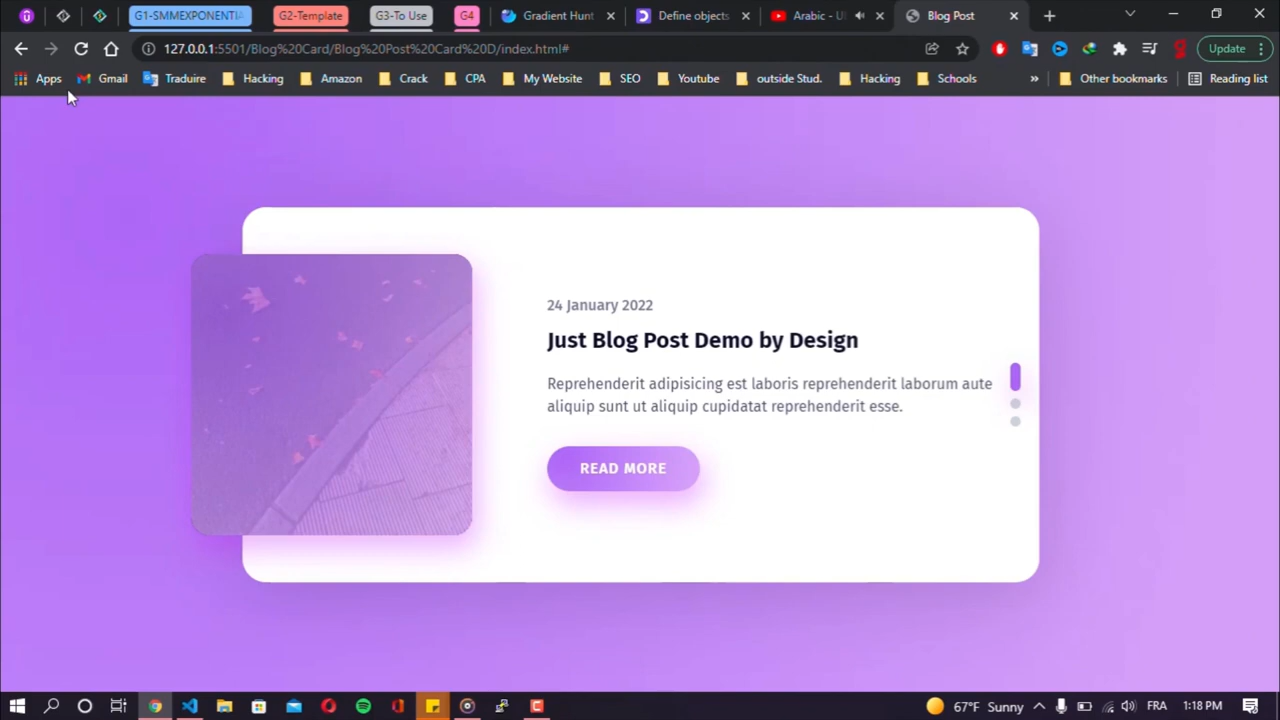 G1-SMMEXPONENTIA
G2-Template
G3-To Use
G4
Gradient Hunt
Define objects
Arabic - U
Blog Post
127.0.0.1:5501/Blog%20Card/Blog%20Post%20Card%20D/index.html#
Update
Apps
Gmail
Traduire
Hacking
Amazon
Crack
CPA
My Website
SEO
Youtube
outside Stud.
Hacking
Schools
»
Other bookmarks
Reading list
24 January 2022
Just Blog Post Demo by Design
Reprehenderit adipisicing est laboris reprehenderit laborum aute
aliquip sunt ut aliquip cupidatat reprehenderit esse.
READ MORE
67°F Sunny
FRA
1:18 PM